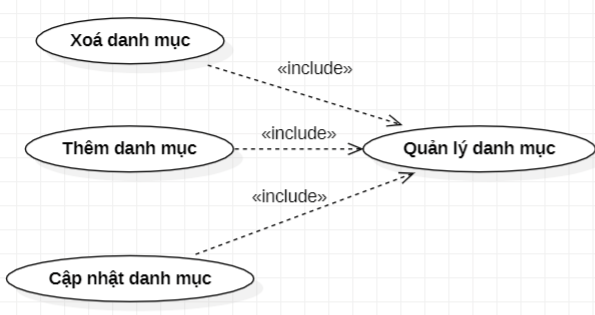 Xoá danh mục
«include»
Thêm danh mục
«include»
Quản lý danh mục
«include»
Cập nhật danh mục